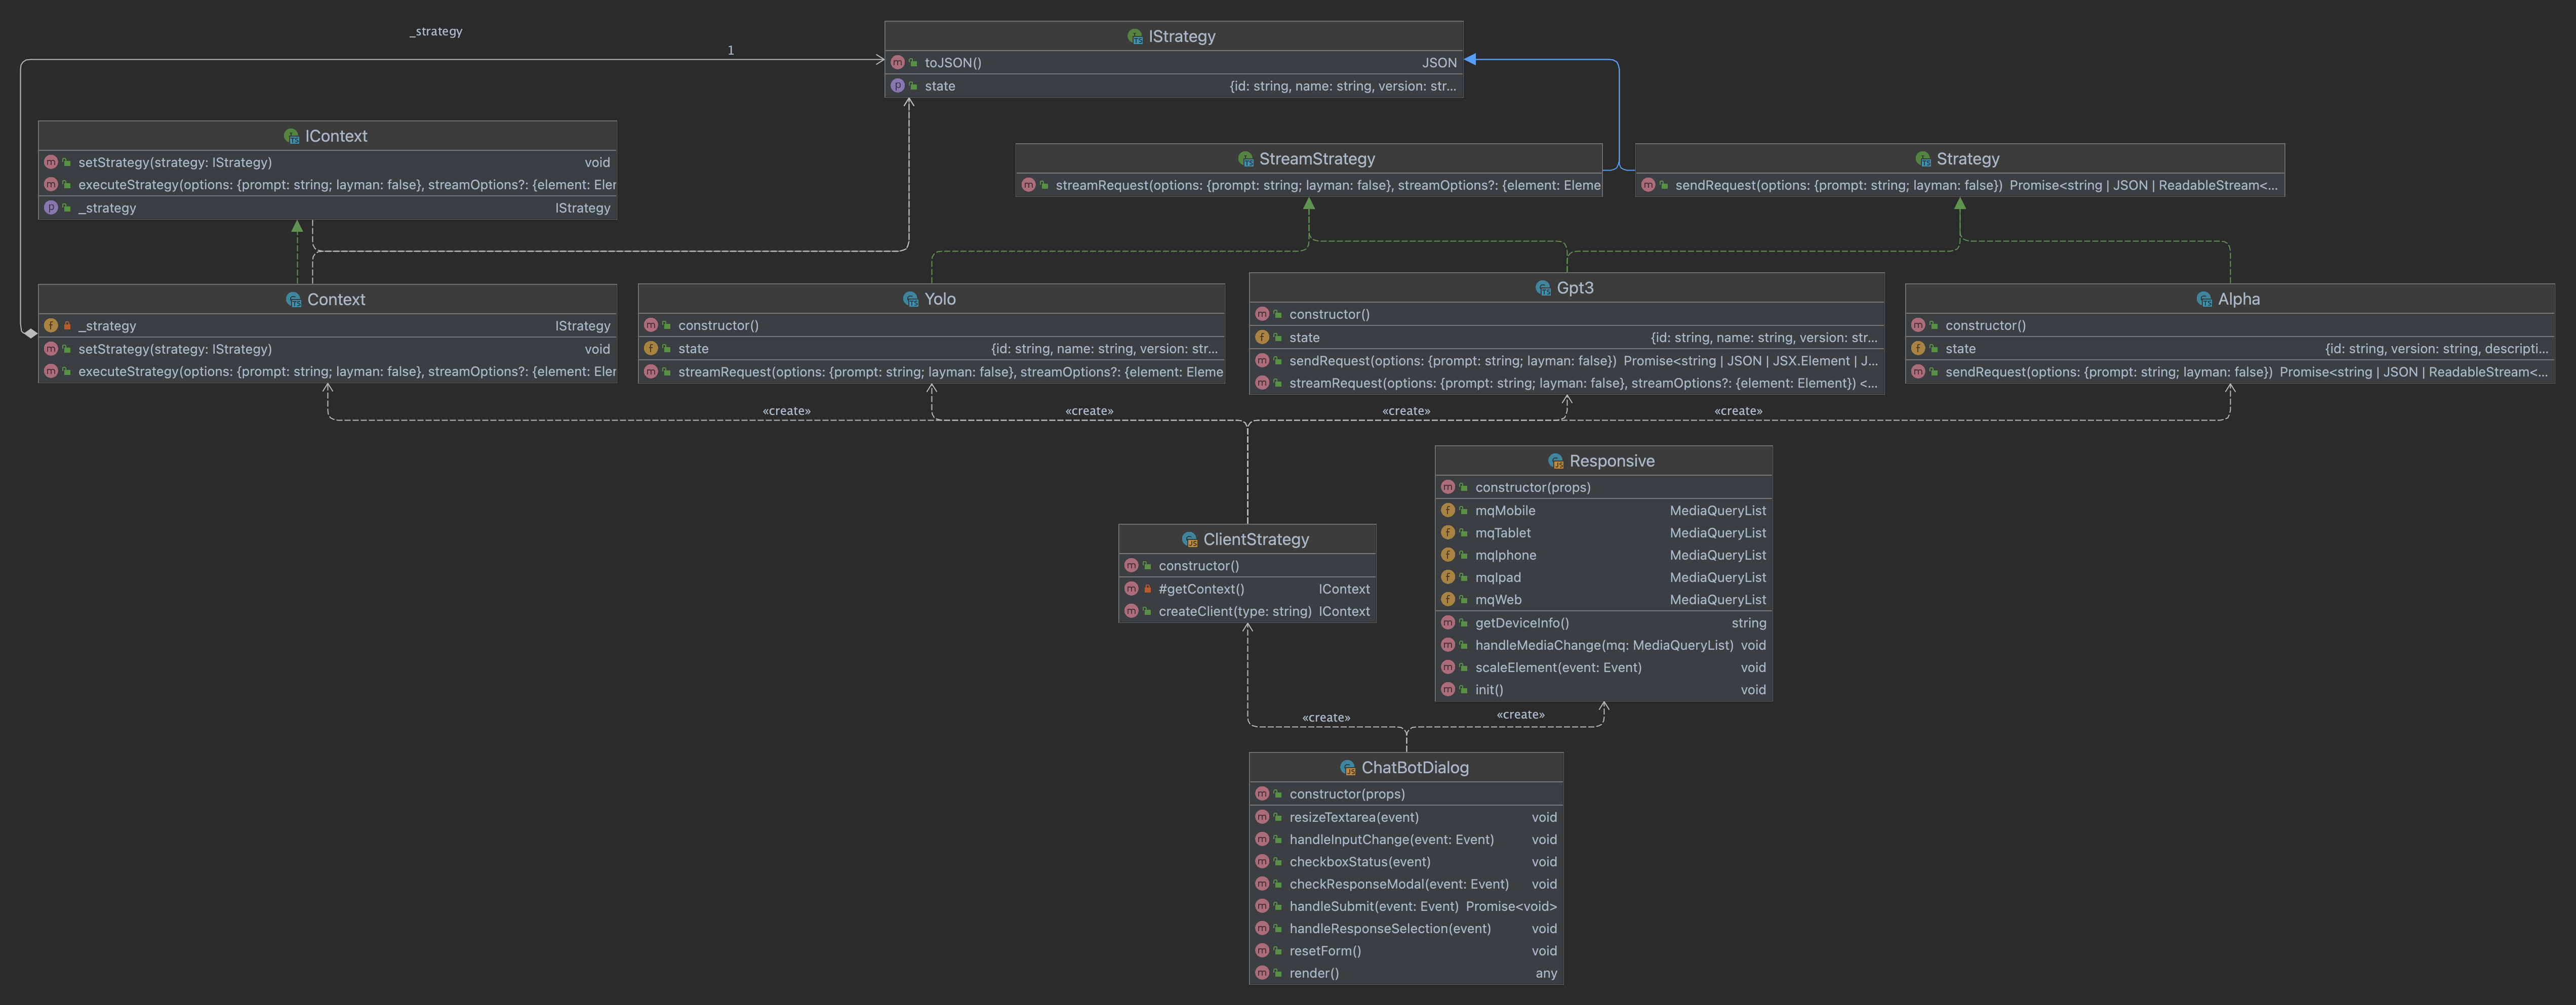 _strategy
1
IStrategy
toJSON() JSON
state {id: string, name: string, version: str...
IContext
setStrategy(strategy: IStrategy) void
executeStrategy(options: {prompt: string; layman: false}, streamOptions?: {element: Eler
_strategy IStrategy
StreamStrategy
streamRequest(options: {prompt: string; layman: false}, streamOptions?: {element: Eleme
Strategy
sendRequest(options: {prompt: string; layman: false}) Promise<string | JSON | ReadableStream<...
Context
_strategy IStrategy
setStrategy(strategy: IStrategy) void
executeStrategy(options: {prompt: string; layman: false}, streamOptions?: {element: Eler
Yolo
constructor()
state {id: string, name: string, version: str...
streamRequest(options: {prompt: string; layman: false}, streamOptions?: {element: Eleme
Gpt3
constructor()
state {id: string, name: string, version: str...
sendRequest(options: {prompt: string; layman: false}) Promise<string | JSON | JSX.Element | J...
streamRequest(options: {prompt: string; layman: false}, streamOptions?: {element: Element}) <...
Alpha
constructor()
state {id: string, version: string, descripti...
sendRequest(options: {prompt: string; layman: false}) Promise<string | JSON | ReadableStream<...
«create» «create» «create» «create»
Responsive
constructor(props)
mqMobile MediaQueryList
mqTablet MediaQueryList
mqIphone MediaQueryList
mqIpad MediaQueryList
mqWeb MediaQueryList
getDeviceInfo() string
handleMediaChange(mq: MediaQueryList) void
scaleElement(event: Event) void
init() void
ClientStrategy
constructor()
#getContext() IContext
createClient(type: string) IContext
«create» «create»
ChatBotDialog
constructor(props)
resizeTextarea(event) void
handleInputChange(event: Event) void
checkboxStatus(event) void
checkResponseModal(event: Event) void
handleSubmit(event: Event) Promise<void>
handleResponseSelection(event) void
resetForm() void
render() any